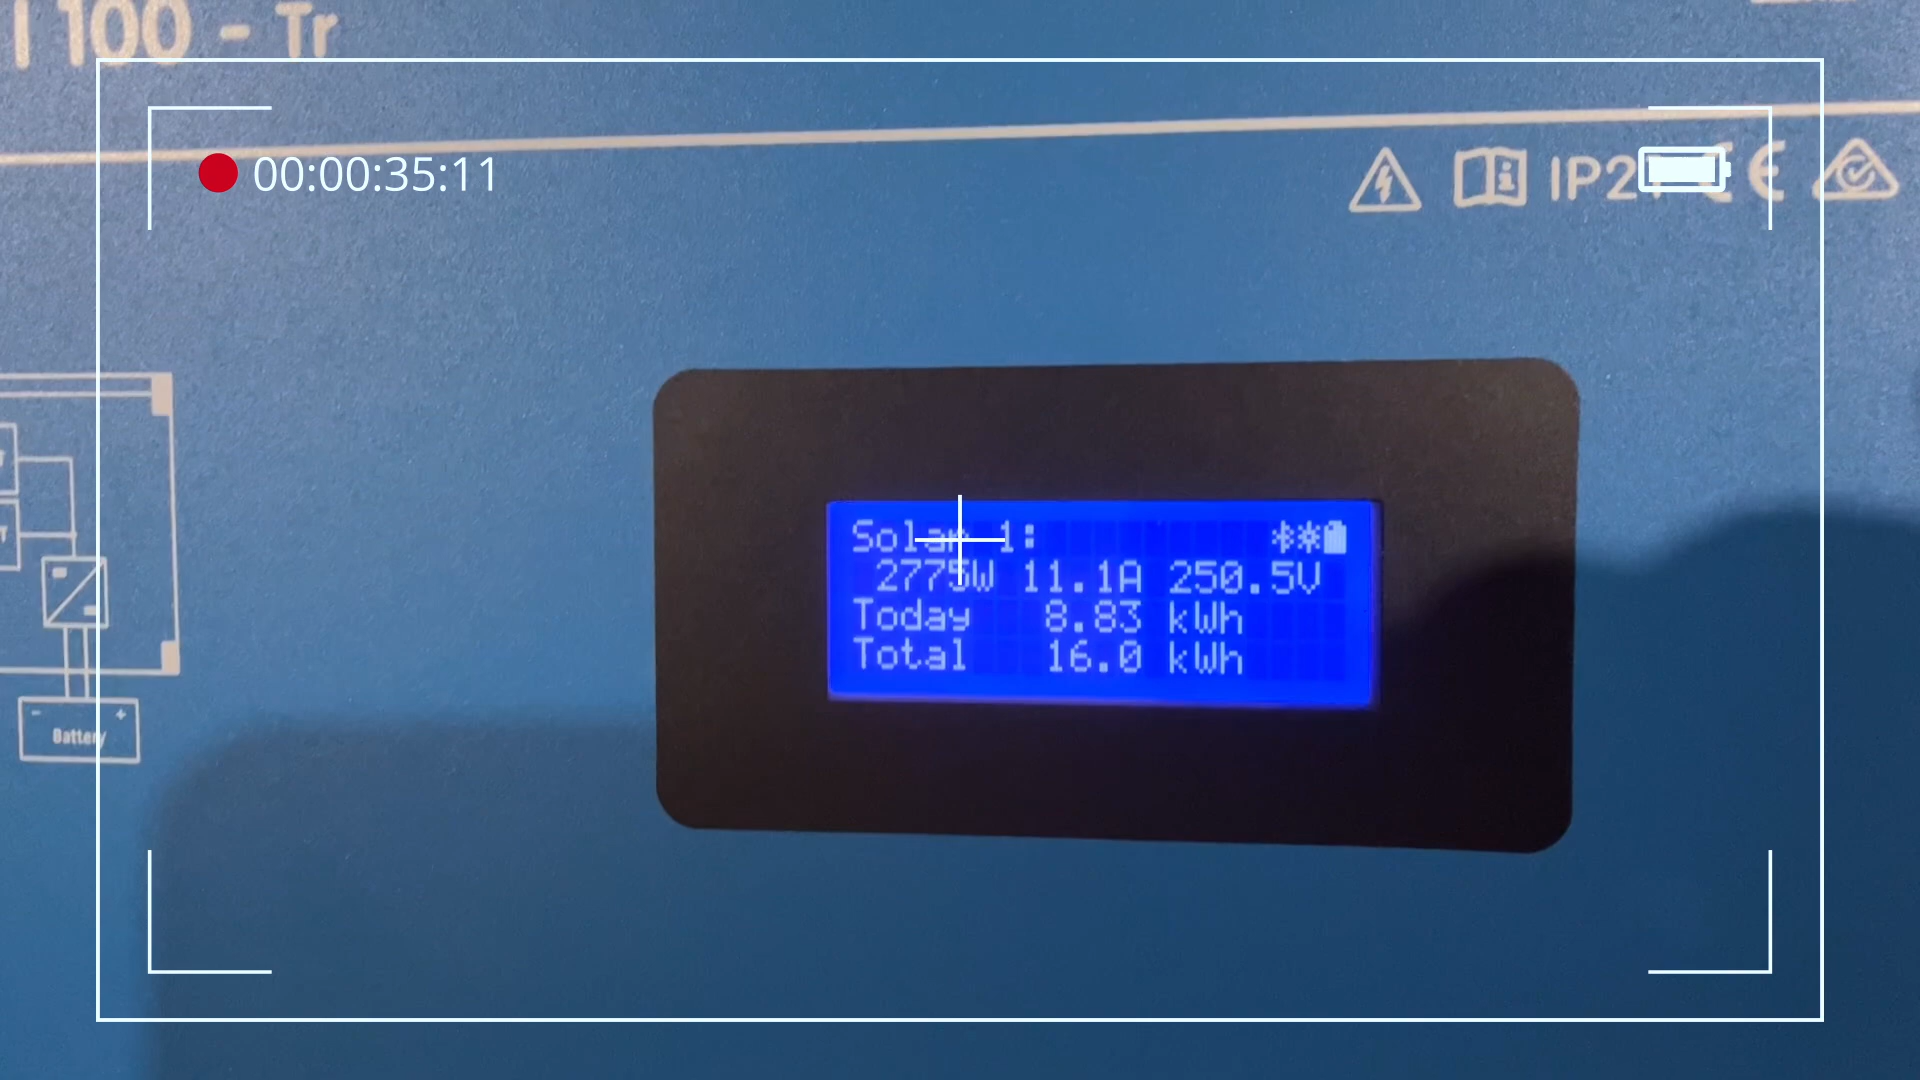 100 - Tr
00:00:35:11
IP2
Solar 1:
2775W 11.1A 250.5V
Today 8.83 kWh
Total 16.0 kWh
- +
Battery